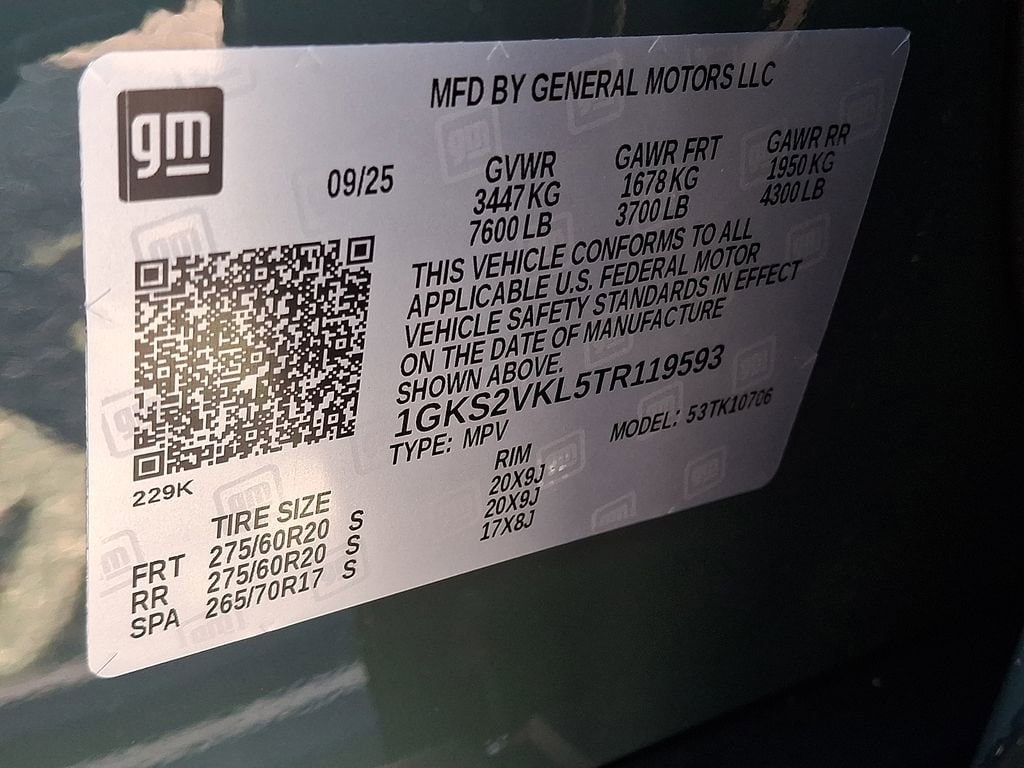 gm
MFD BY GENERAL MOTORS LLC
09/25
GVWR GAWR FRT GAWR RR
3447 KG 1678 KG 1950 KG
7600 LB 3700 LB 4300 LB
THIS VEHICLE CONFORMS TO ALL
APPLICABLE U.S. FEDERAL MOTOR
VEHICLE SAFETY STANDARDS IN EFFECT
ON THE DATE OF MANUFACTURE
SHOWN ABOVE.
1GKS2VKL5TR119593
TYPE: MPV MODEL: 53TK10706
229K
TIRE SIZE RIM
FRT 275/60R20 S 20X9J
RR 275/60R20 S 20X9J
SPA 265/70R17 S 17X8J